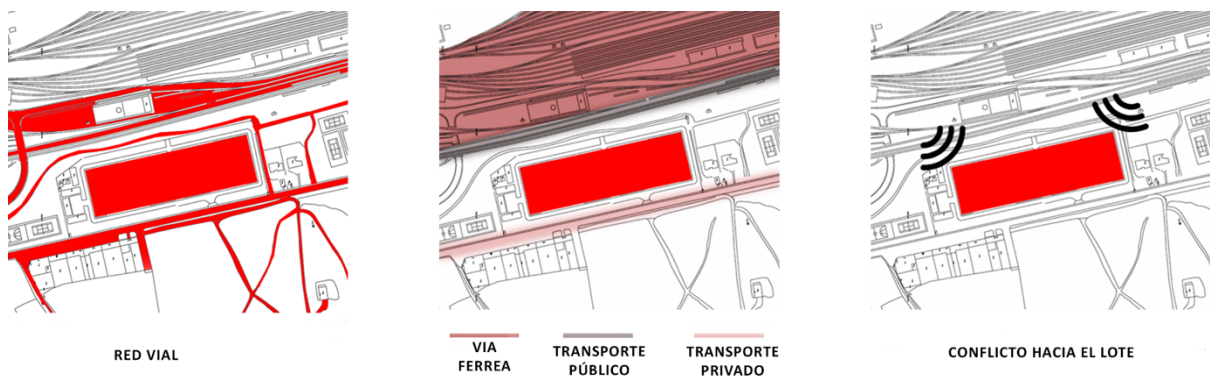 RED VIAL
VIA
FERREA
TRANSPORTE
PÚBLICO
TRANSPORTE
PRIVADO
CONFLICTO HACIA EL LOTE